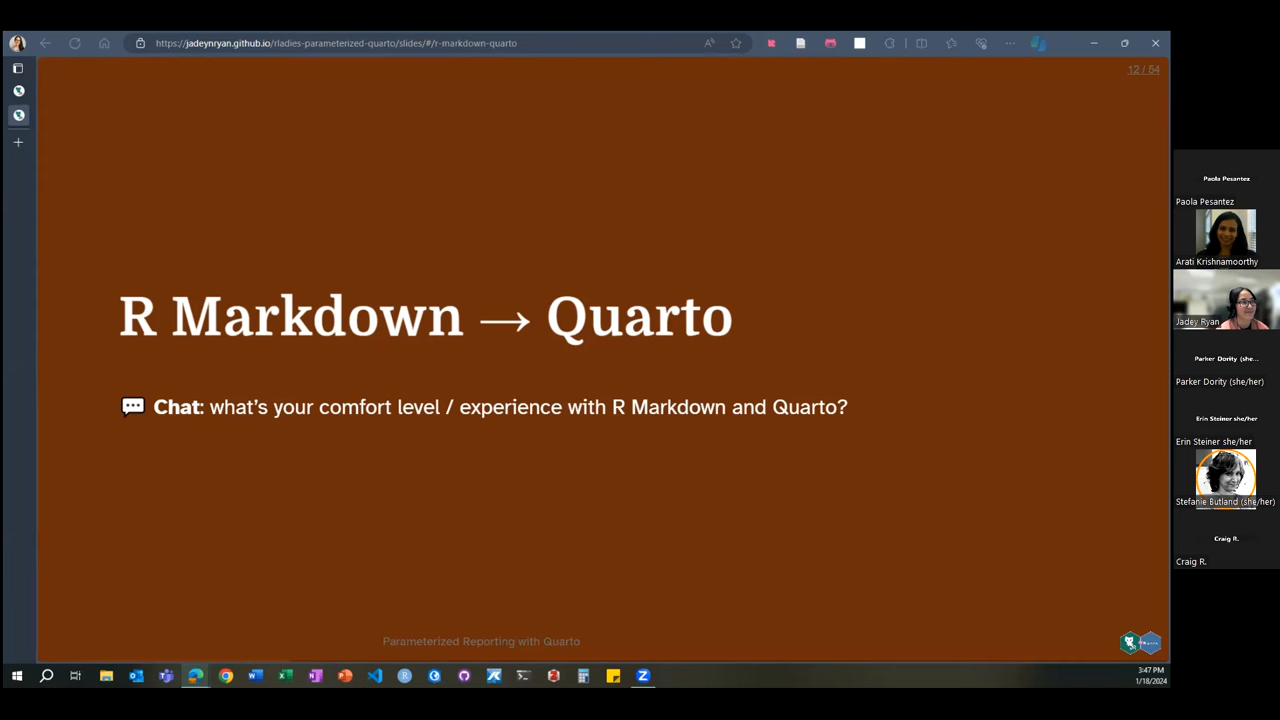 https://jadeynryan.github.io/rladies-parameterized-quarto/slides/#/r-markdown-quarto
12 / 54
R Markdown → Quarto
💬 Chat: what's your comfort level / experience with R Markdown and Quarto?
Parameterized Reporting with Quarto
Paola Pesantez
Paola Pesantez
Arati Krishnamoorthy
Jadey Ryan
Parker Dority (she...
Parker Dority (she/her)
Erin Steiner she/her
Erin Steiner she/her
Stefanie Butland (she/her)
Craig R.
Craig R.
3:47 PM
1/18/2024